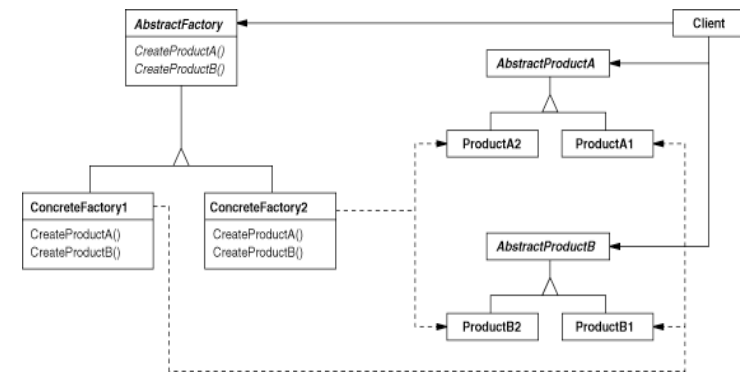 AbstractFactory
CreateProductA()
CreateProductB()
Client
AbstractProductA
ProductA2
ProductA1
ConcreteFactory1
CreateProductA()
CreateProductB()
ConcreteFactory2
CreateProductA()
CreateProductB()
AbstractProductB
ProductB2
ProductB1